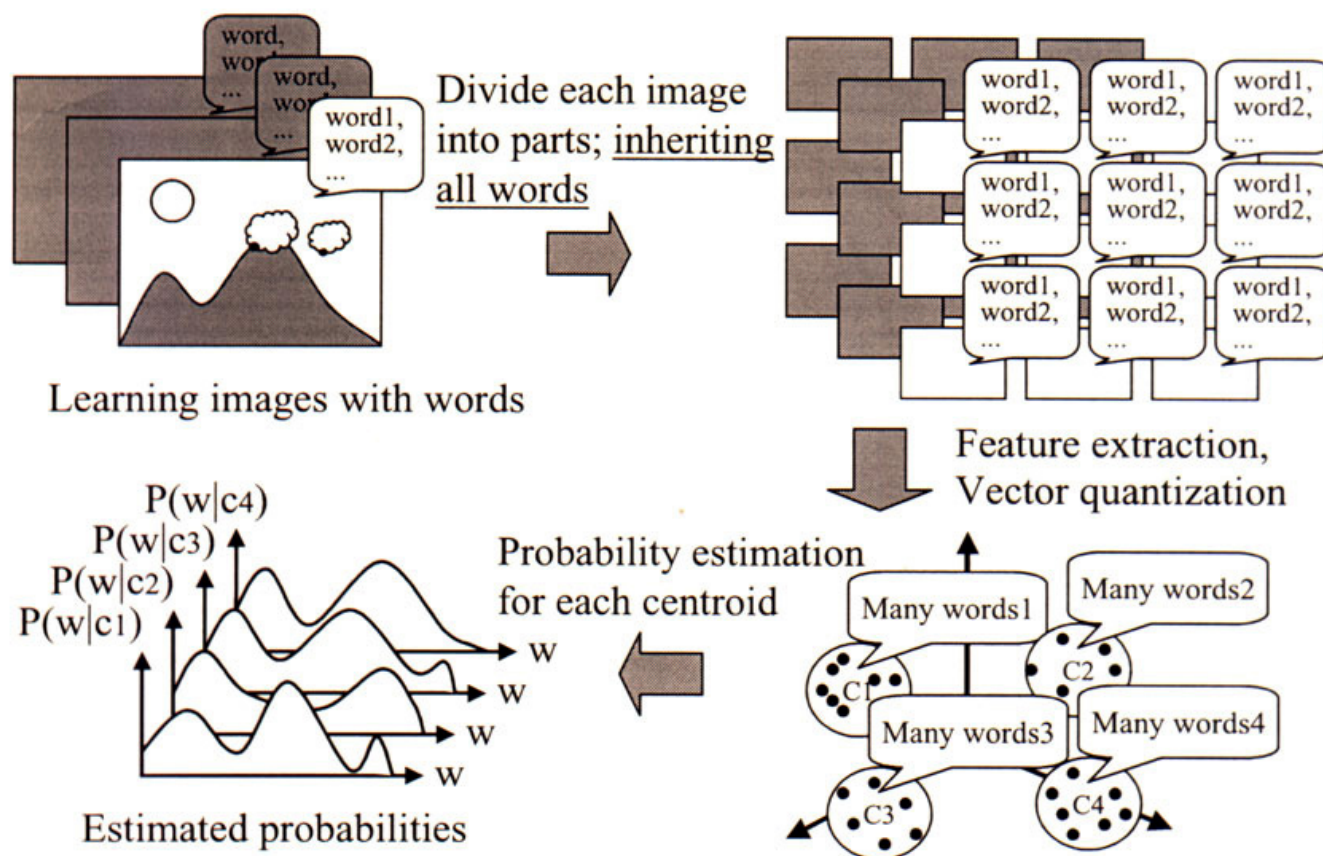 word,
word
...
word,
word
...
word1,
word2,
...
Divide each image
into parts; inheriting
all words
Learning images with words
word1,
word2,
...
word1,
word2,
...
word1,
word2,
...
word1,
word2,
...
word1,
word2,
...
word1,
word2,
...
word1,
word2,
...
word1,
word2,
...
word1,
word2,
...
Feature extraction,
Vector quantization
Many words1
Many words2
C1
C2
Many words3
Many words4
C3
C4
Probability estimation
for each centroid
P(w|c4)
P(w|c3)
P(w|c2)
P(w|c1)
w
w
w
w
Estimated probabilities